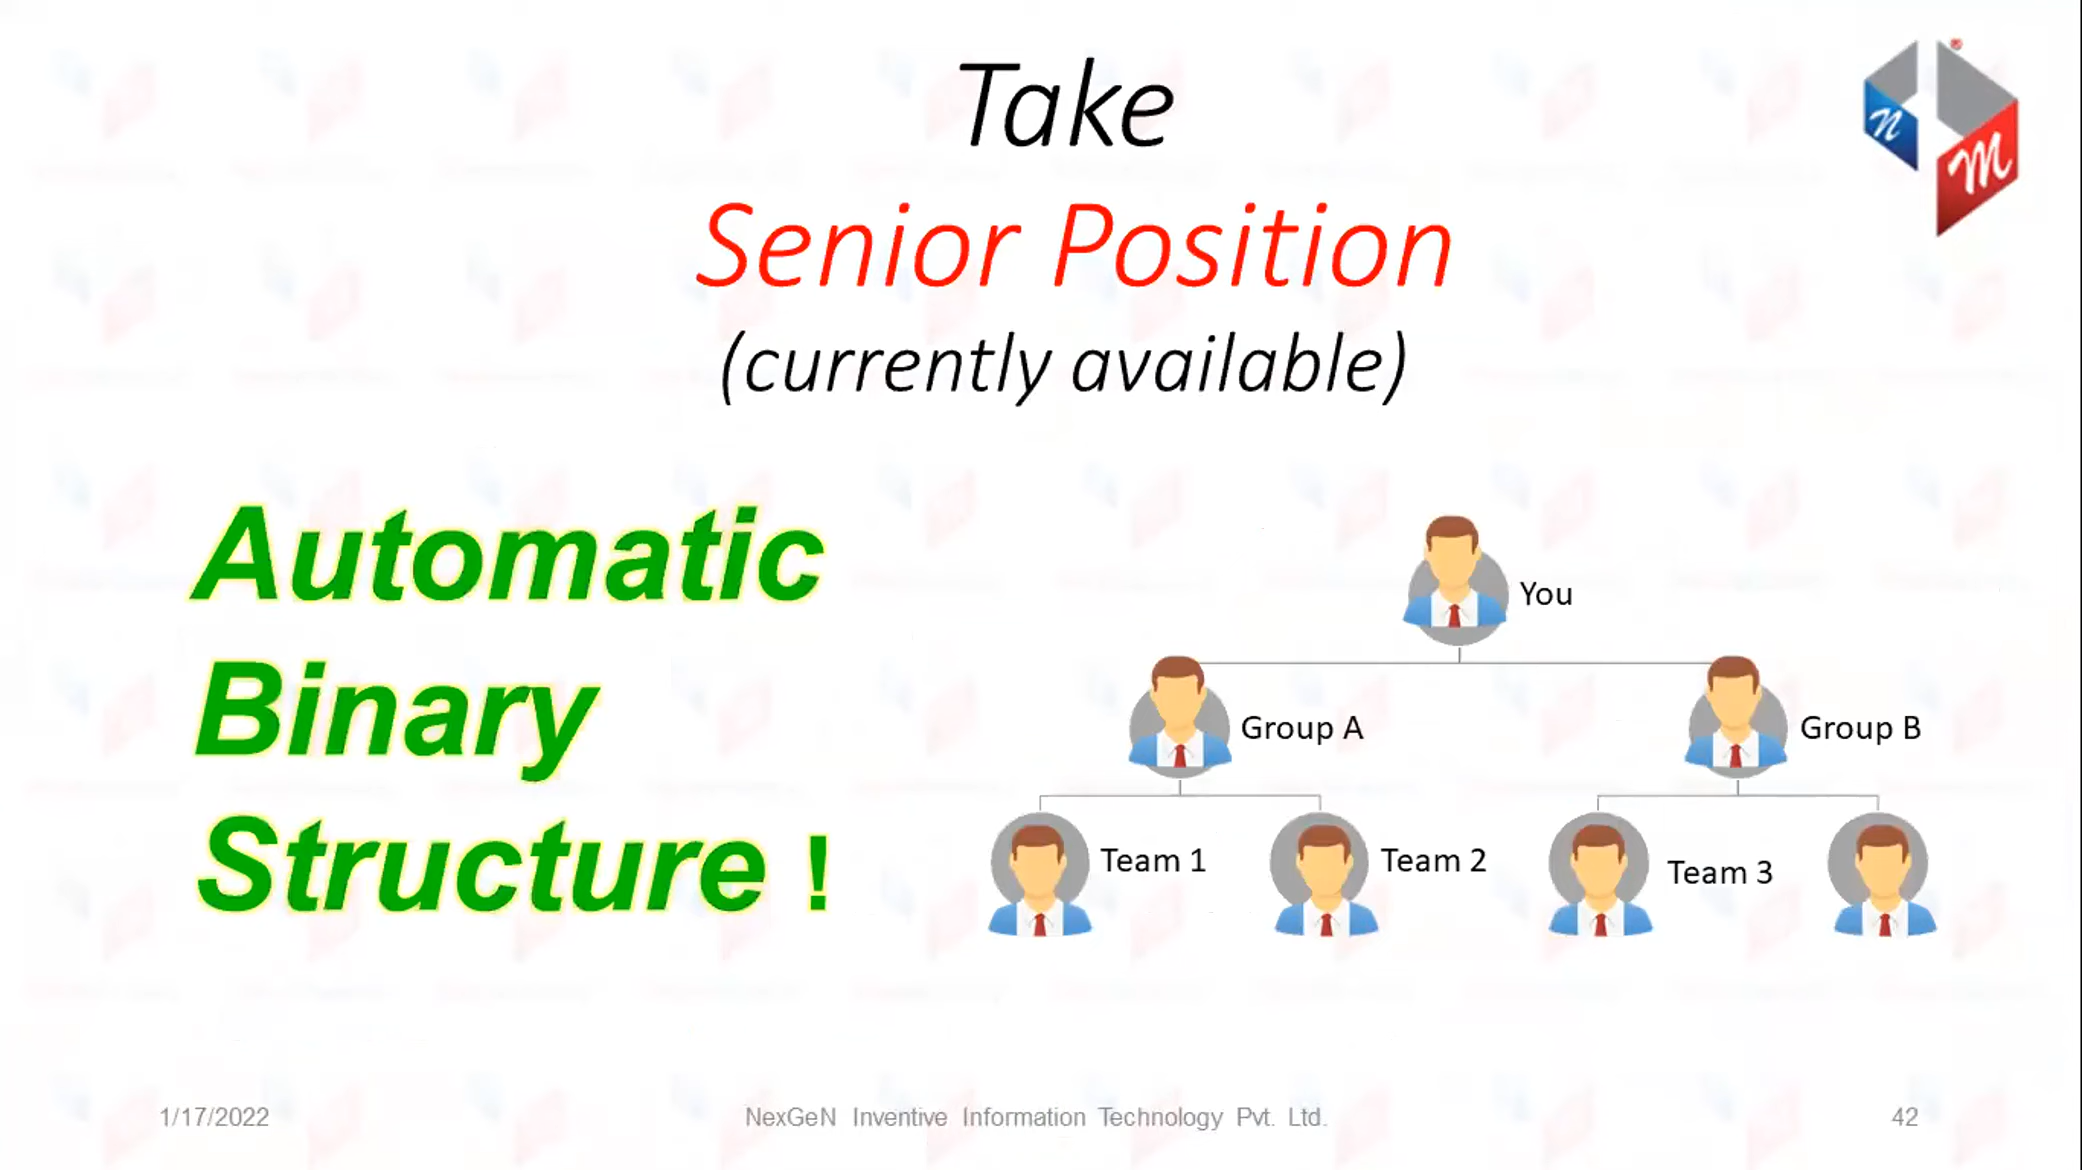 Take
Senior Position
(currently available)
n
M
Automatic
Binary
Structure !
You
Group A
Group B
Team 1
Team 2
Team 3
1/17/2022
NexGeN Inventive Information Technology Pvt. Ltd.
42